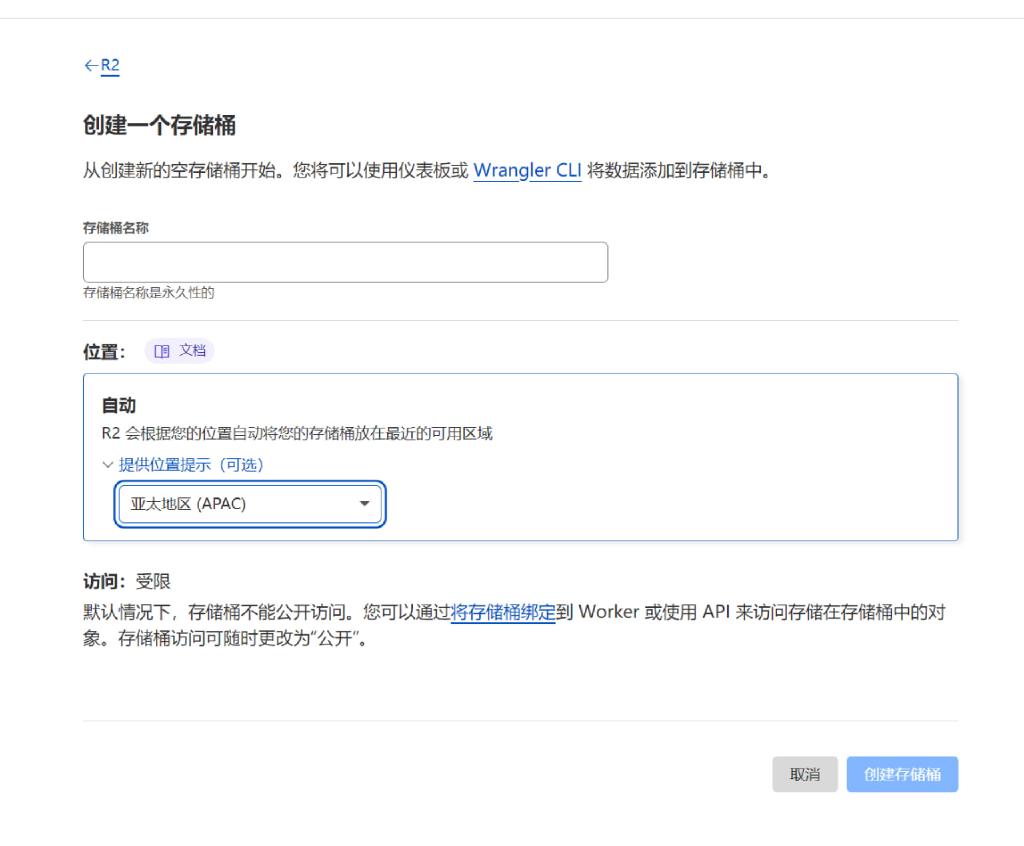 ←R2
创建一个存储桶
从创建新的空存储桶开始。您将可以使用仪表板或 Wrangler CLI 将数据添加到存储桶中。
存储桶名称
存储桶名称是永久性的
位置： 文档
自动
R2 会根据您的位置自动将您的存储桶放在最近的可用区域
提供位置提示（可选）
亚太地区 (APAC)
访问：受限
默认情况下，存储桶不能公开访问。您可以通过将存储桶绑定到 Worker 或使用 API 来访问存储在存储桶中的对
象。存储桶访问可随时更改为“公开”。
取消 创建存储桶